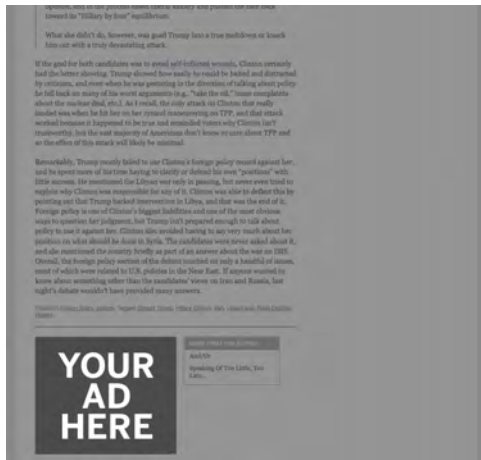 opinion, and in the process
toward its "Hillary by four" equilibrium.
What she didn't do, however, was goad Trump into a true meltdown or knock
him out with a truly devastating attack.
If the goal for both candidates was to avoid self-inflicted wounds, Clinton certainly
had the better showing. Trump showed how easily he could be baited and distracted
by criticism, and even when he was gesturing in the direction of talking about policy
he fell back on many of his worst arguments (e.g., "take the oil," inane complaints
about the nuclear deal, etc.). As I recall, the only attack on Clinton that really
landed was when he hit her on her cynical maneuvering on TPP, and that attack
worked because it happened to be true and reminded voters why Clinton isn't
trustworthy, but the vast majority of Americans don't know or care about TPP and
so the effect of this attack will likely be minimal.
Remarkably, Trump mostly failed to use Clinton's foreign policy record against her,
and he spent more of his time having to clarify or defend his own "positions" with
little success. He mentioned the Libyan war only in passing, but never even tried to
explain why Clinton was responsible for any of it. Clinton was able to deflect this by
pointing out that Trump backed intervention in Libya, and that was the end of it.
Foreign policy is one of Clinton's biggest liabilities and one of the most obvious
ways to question her judgment, but Trump isn't prepared enough to talk about
policy to use it against her. Clinton also avoided having to say very much about her
position on what should be done in Syria. The candidates were never asked about it,
and she mentioned the country briefly as part of an answer about the war on ISIS.
Overall, the foreign policy section of the debate touched on only a handful of issues,
most of which were related to U.S. policies in the Near East. If anyone wanted to
know about something other than the candidates' views on Iran and Russia, last
night's debate wouldn't have provided many answers.
YOUR
AD
HERE
And/Or
Speaking Of Too Little, Too
Late...